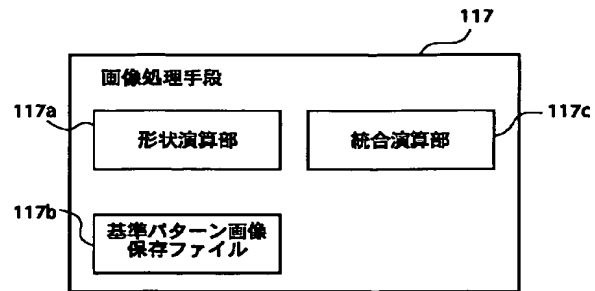 117
画像処理手段
117a
形状演算部
統合演算部
117c
117b
基準パターン画像
保存ファイル